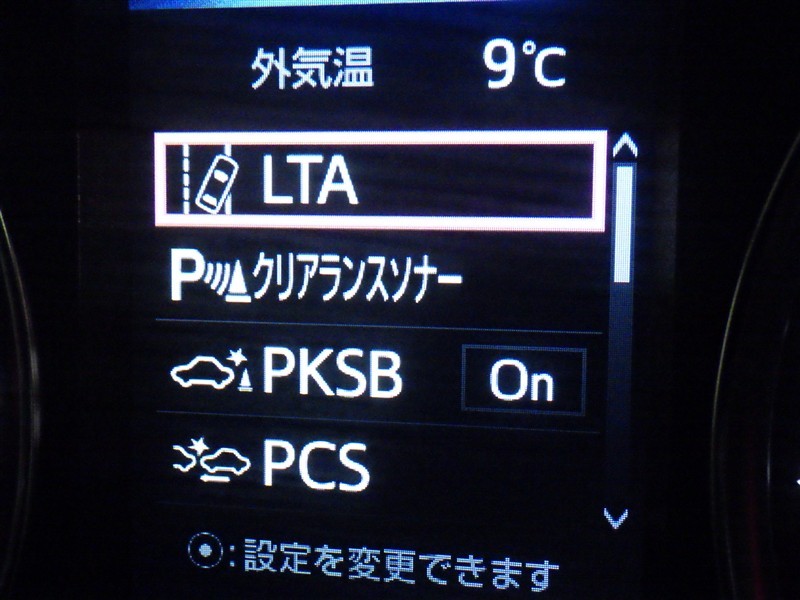 外気温 9℃
LTA
Pクリアランスソナー
PKSB On
PCS
:設定を変更できます